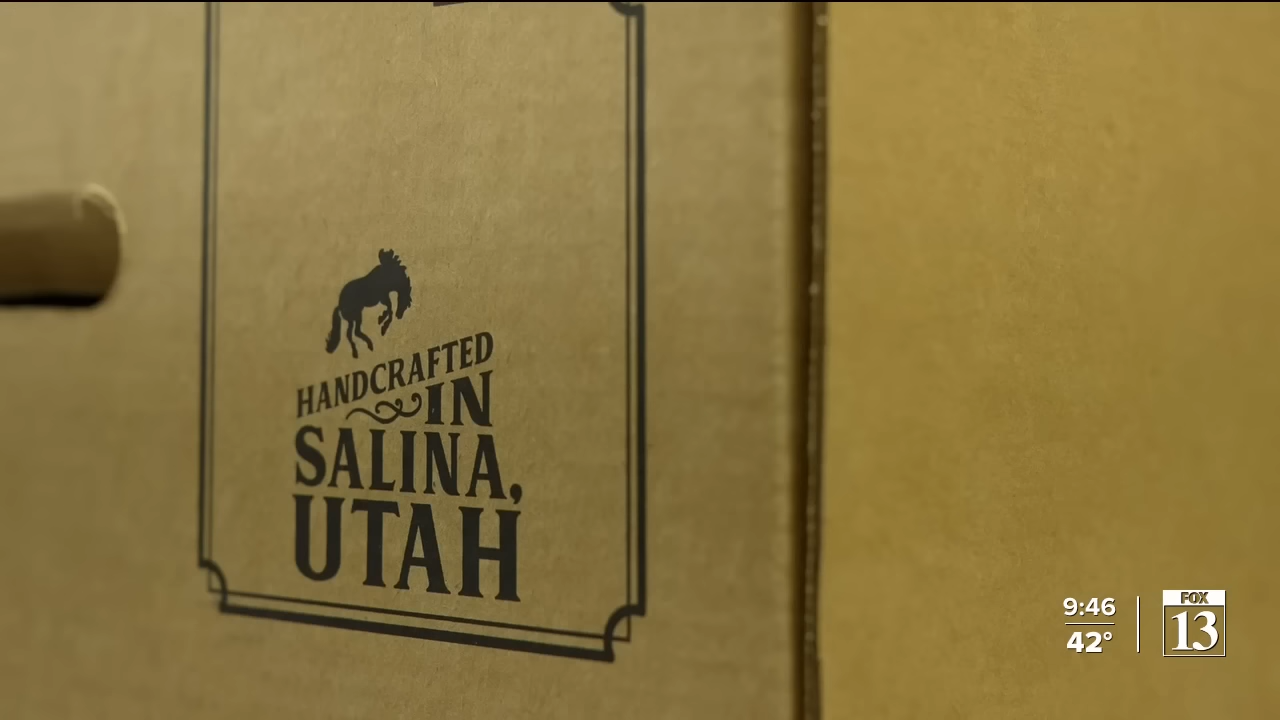 HANDCRAFTED
IN
SALINA,
UTAH
9:46
42°
FOX
13